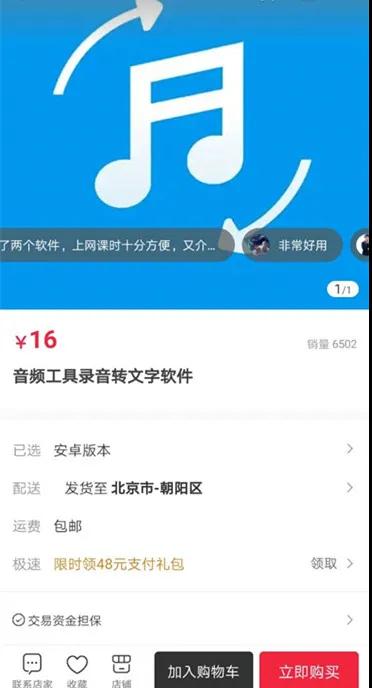 了两个软件，上网课时十分方便，又介...
非常好用
1/1
￥16
销量 6502
音频工具录音转文字软件
已选 安卓版本
配送 发货至 北京市-朝阳区
运费 包邮
极速 限时领48元支付礼包 领取
交易资金担保
联系店家 收藏 店铺 加入购物车 立即购买